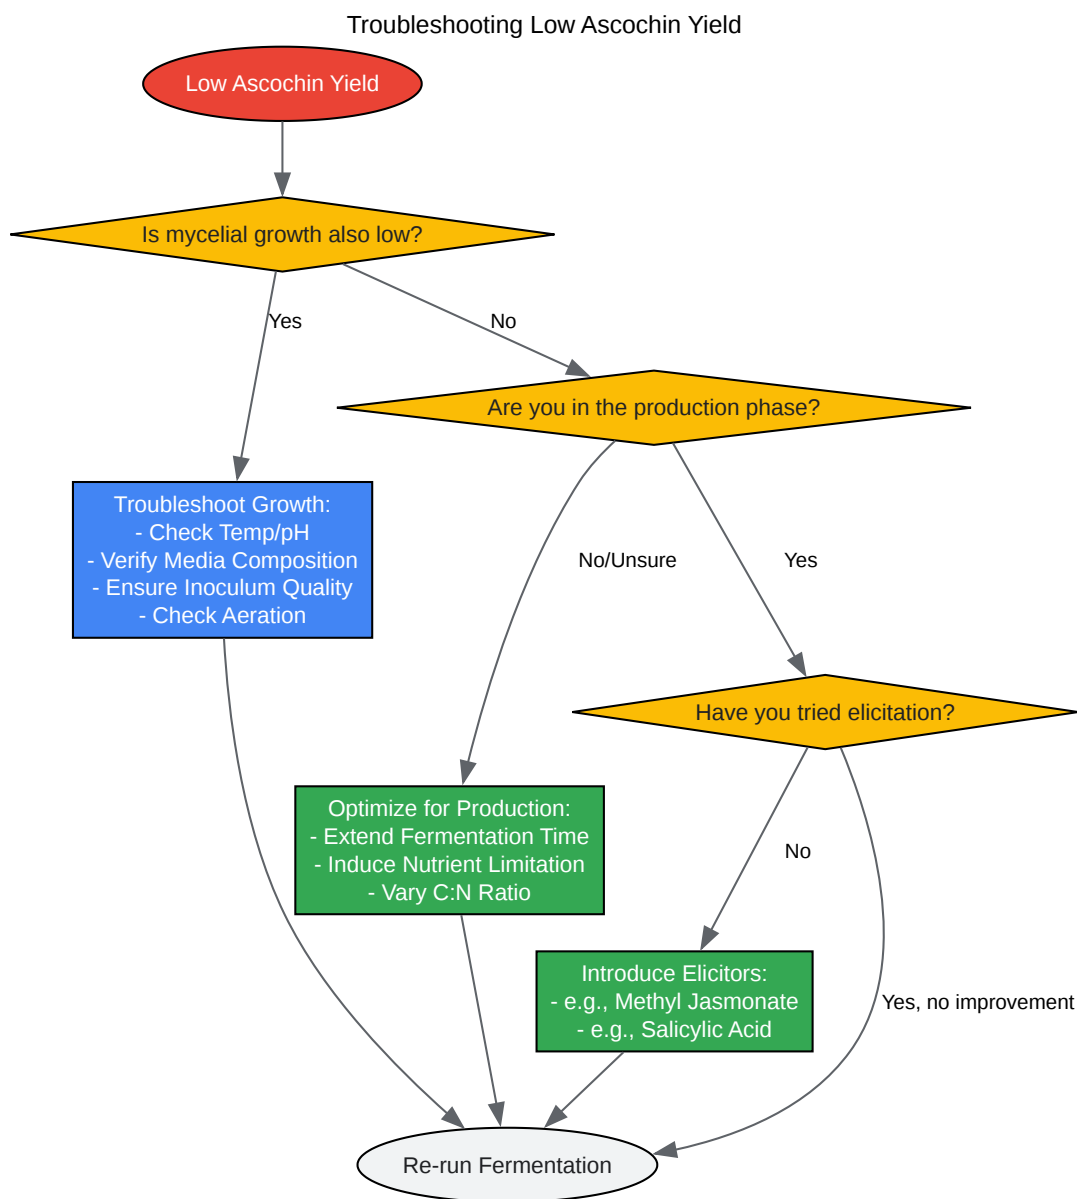 Troubleshooting Low Ascochin Yield
Low Ascochin Yield
Is mycelial growth also low?
Yes
No
Are you in the production phase?
Troubleshoot Growth:
- Check Temp/pH
- Verify Media Composition
- Ensure Inoculum Quality
- Check Aeration
No/Unsure
Yes
Have you tried elicitation?
Optimize for Production:
- Extend Fermentation Time
- Induce Nutrient Limitation
- Vary C:N Ratio
No
Introduce Elicitors:
- e.g., Methyl Jasmonate
- e.g., Salicylic Acid
Yes, no improvement
Re-run Fermentation